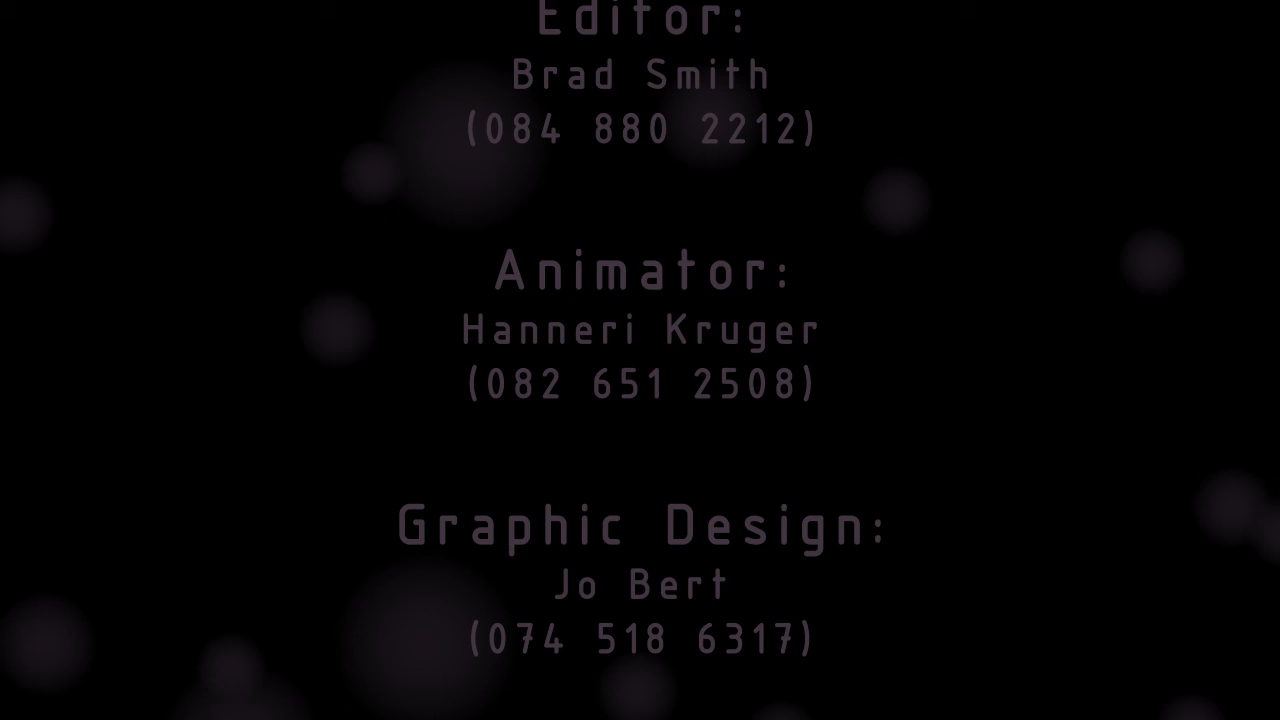 Editor:
Brad Smith
(084 880 2212)
Animator:
Hanneri Kruger
(082 651 2508)
Graphic Design:
Jo Bert
(074 518 6317)